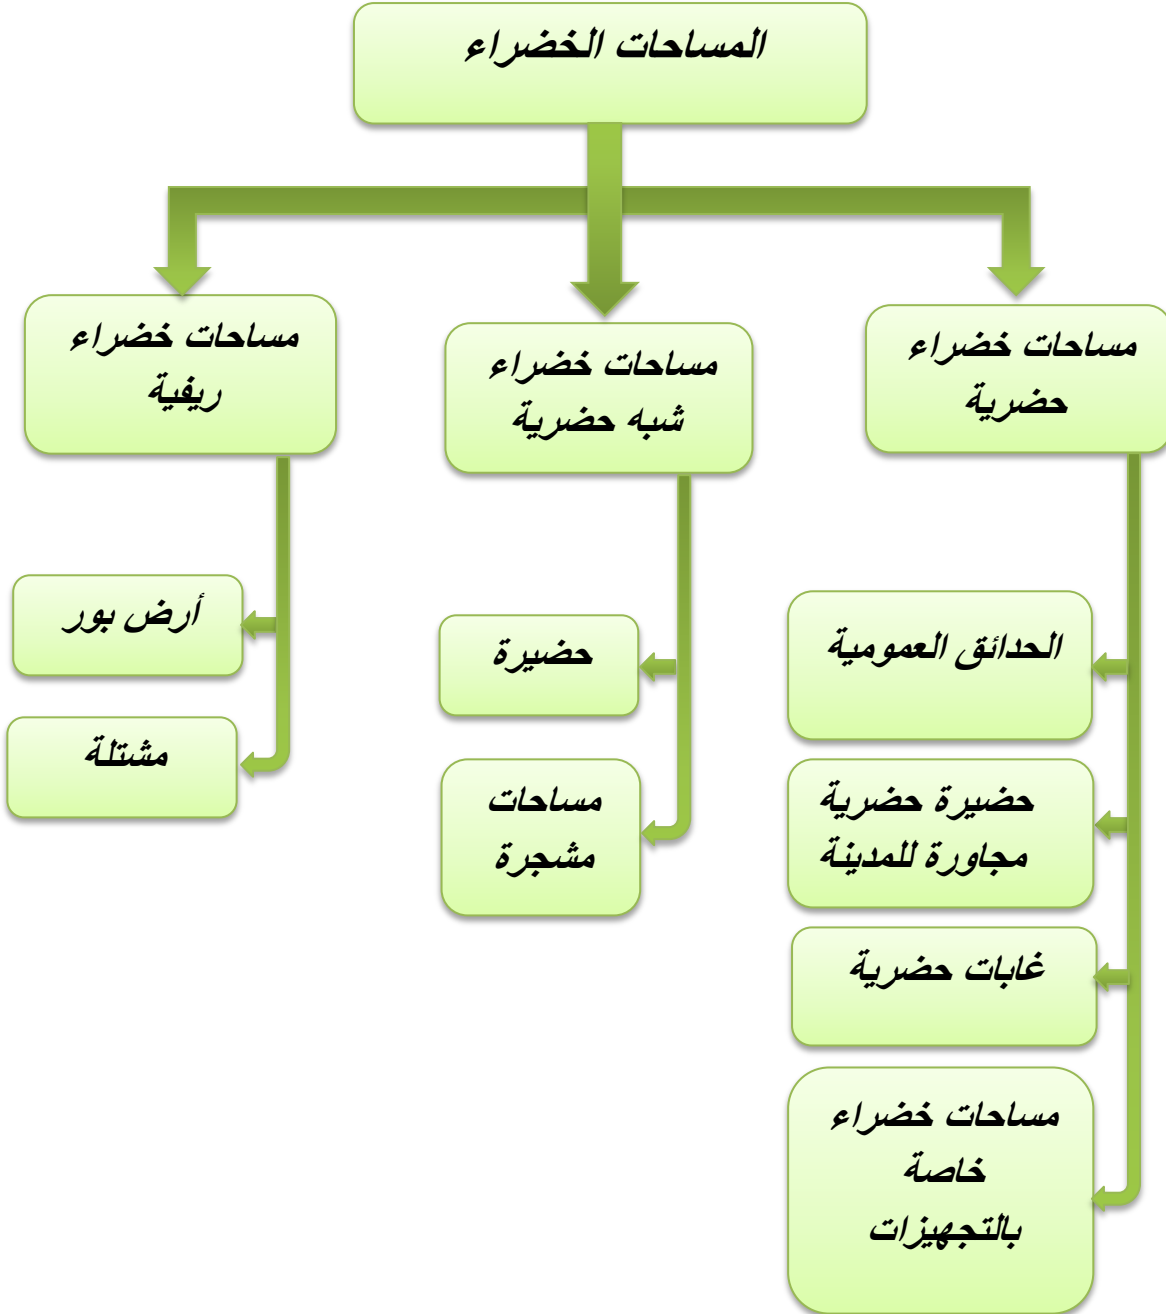 المساحات الخضراء
مساحات خضراء
حضرية
مساحات خضراء
شبه حضرية
مساحات خضراء
ريفية
الحدائق العمومية
حضيرة حضرية
مجاورة للمدينة
غابات حضرية
مساحات خضراء
خاصة
بالتجهيزات
حضيرة
مساحات
مشجرة
أرض بور
مشتلة